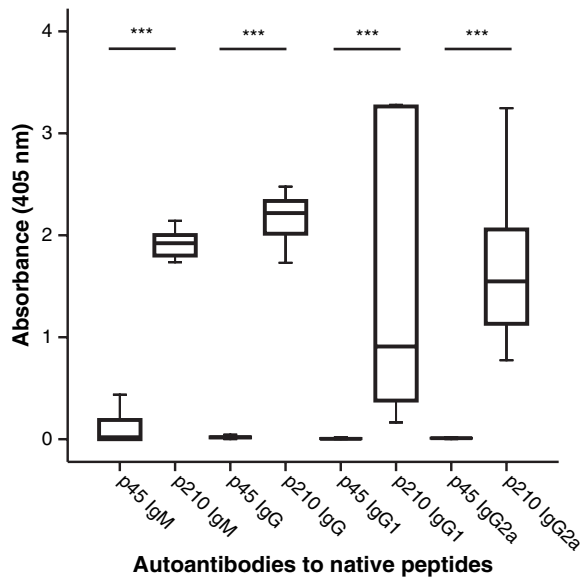 *** *** *** ***
4
3
2
1
0
Absorbance (405 nm)
p45 IgM
p210 IgM
p45 IgG
p210 IgG
p45 IgG1
p210 IgG1
p45 IgG2a
p210 IgG2a
Autoantibodies to native peptides